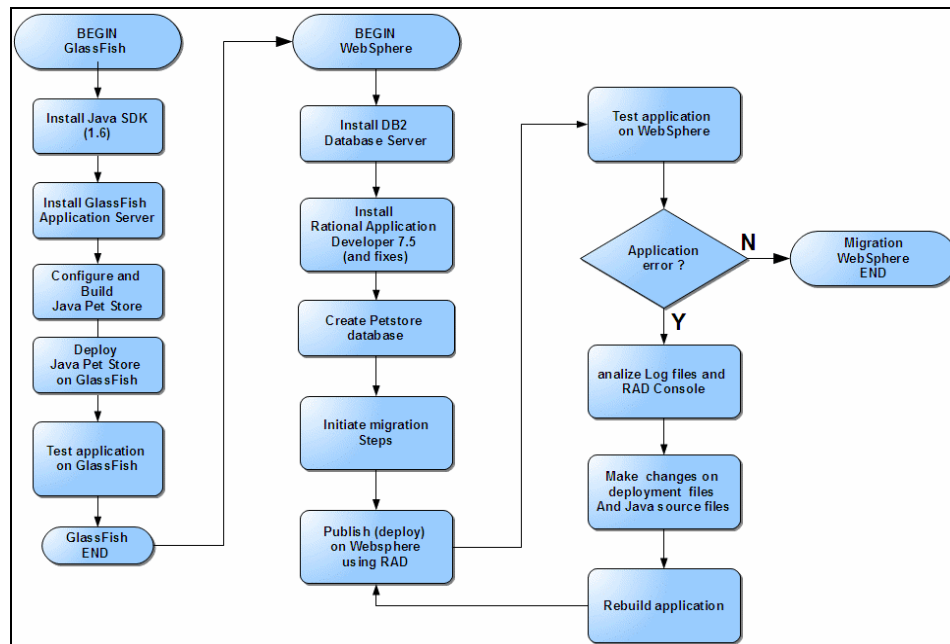 BEGIN
GlassFish
Install Java SDK
(1.6)
Install GlassFish
Application Server
Configure and
Build
Java Pet Store
Deploy
Java Pet Store
on GlassFish
Test application
on GlassFish
GlassFish
END
BEGIN
WebSphere
Install DB2
Database Server
Install
Rational Application
Developer 7.5
(and fixes)
Create Petstore
database
Initiate migration
Steps
Publish (deploy)
on Websphere
using RAD
Test application
on WebSphere
Application
error ?
N
Migration
WebSphere
END
Y
analize Log files and
RAD Console
Make changes on
deployment files
And Java source files
Rebuild application